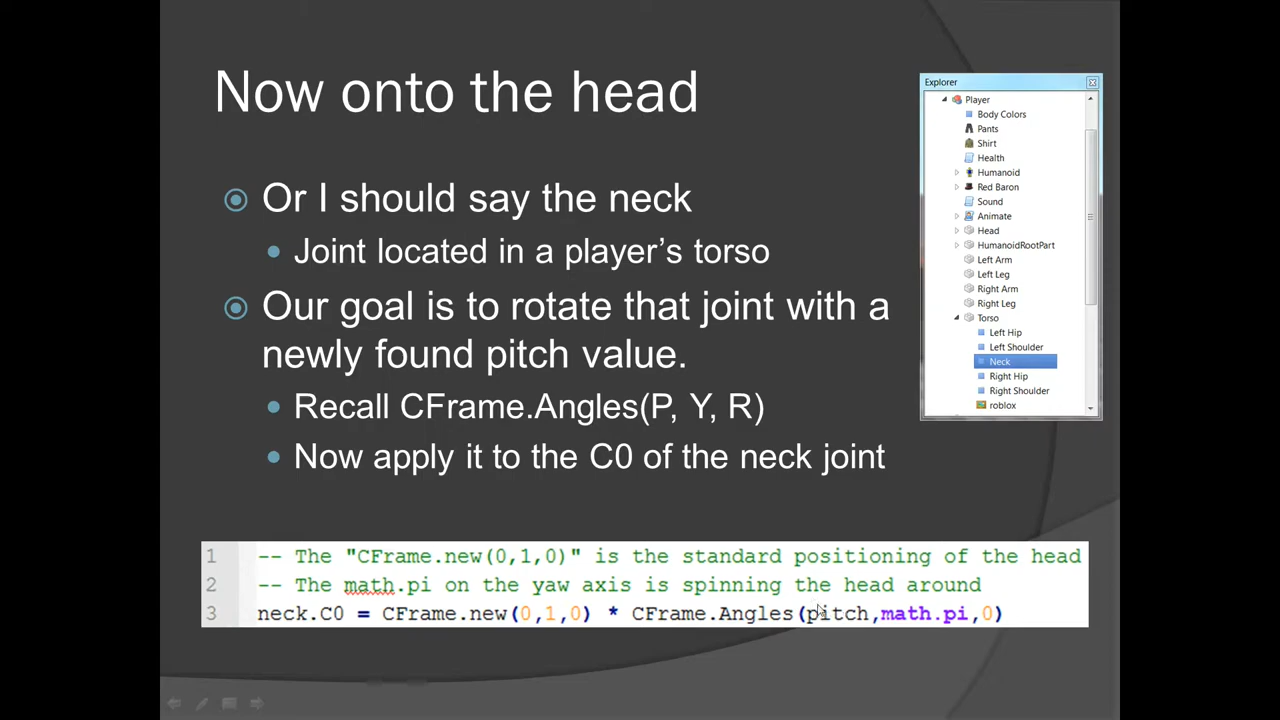 Now onto the head
Or I should say the neck
Joint located in a player's torso
Our goal is to rotate that joint with a
newly found pitch value.
Recall CFrame.Angles(P, Y, R)
Now apply it to the C0 of the neck joint
Explorer
Player
Body Colors
Pants
Shirt
Health
Humanoid
Red Baron
Sound
Animate
Head
HumanoidRootPart
Left Arm
Left Leg
Right Arm
Right Leg
Torso
Left Hip
Left Shoulder
Neck
Right Hip
Right Shoulder
roblox
1 -- The "CFrame.new(0,1,0)" is the standard positioning of the head
2 -- The math.pi on the yaw axis is spinning the head around
3 neck.C0 = CFrame.new(0,1,0) * CFrame.Angles(pitch,math.pi,0)